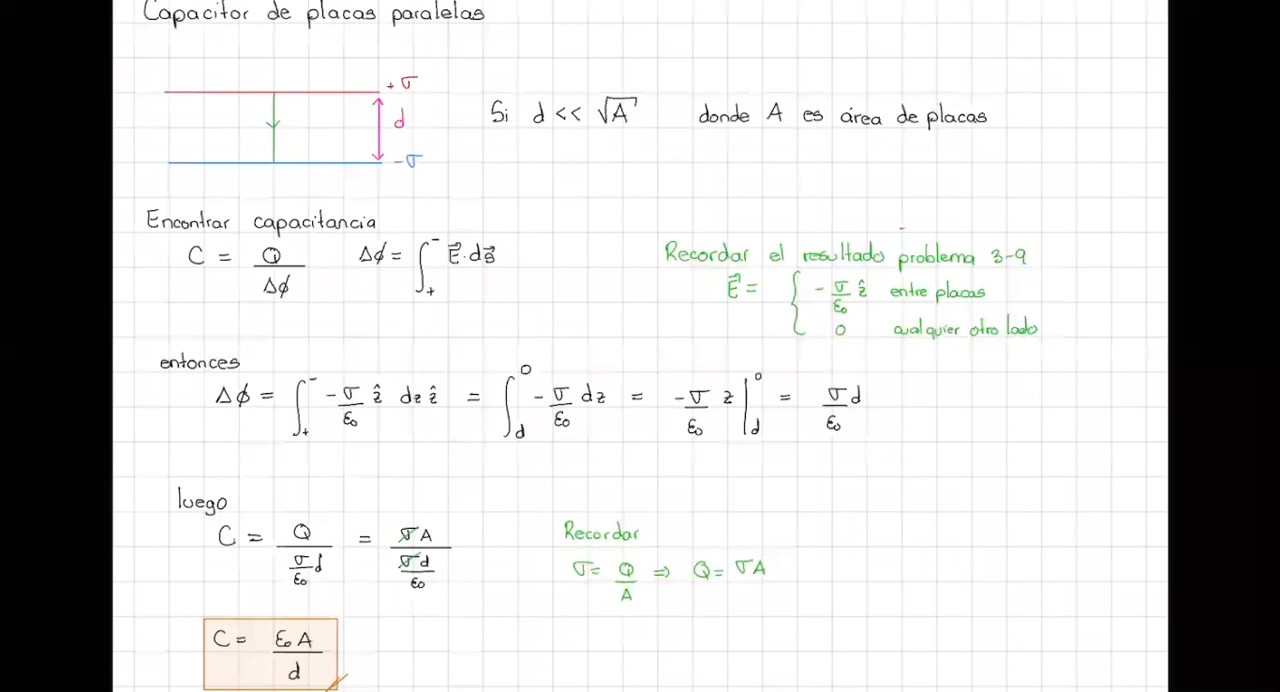 Capacitor de placas paralelas
+σ
d
-σ
Si d << √A donde A es área de placas
Encontrar capacitancia
C = Q/Δϕ Δϕ = ∫₊⁻ E⃗·ds⃗
Recordar el resultado problema 3-9
E⃗ = { -σ/ε₀ ẑ entre placas
0 cualquier otro lado
entonces
Δϕ = ∫₊⁻ -σ/ε₀ ẑ dz ẑ = ∫_d^0 -σ/ε₀ dz = -σ/ε₀ z |_d^0 = σ/ε₀ d
luego
C = Q/(σ/ε₀ d) = σA/(σd/ε₀)
Recordar
σ = Q/A ⇒ Q = σA
C = ε₀A/d